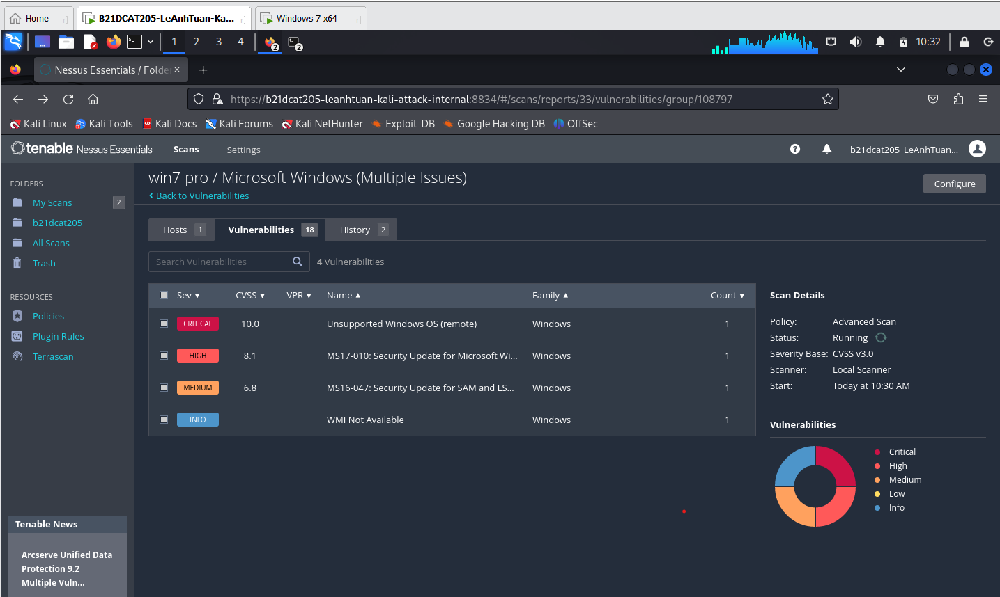 Home
B21DCAT205-LeAnhTuan-Ka...
Windows 7 x64
1 2 3 4
2
2
10:32
Nessus Essentials / Folde
https://b21dcat205-leanhtuan-kali-attack-internal:8834/#/scans/reports/33/vulnerabilities/group/108797
Kali Linux Kali Tools Kali Docs Kali Forums Kali NetHunter Exploit-DB Google Hacking DB OffSec
tenable Nessus Essentials Scans Settings b21dcat205_LeAnhTuan...
FOLDERS
My Scans 2
b21dcat205
All Scans
Trash
RESOURCES
Policies
Plugin Rules
Terrascan
Tenable News
Arcserve Unified Data
Protection 9.2
Multiple Vuln...
win7 pro / Microsoft Windows (Multiple Issues)
Back to Vulnerabilities
Configure
Hosts 1 Vulnerabilities 18 History 2
Search Vulnerabilities 4 Vulnerabilities
Sev CVSS VPR Name Family Count
CRITICAL 10.0 Unsupported Windows OS (remote) Windows 1
HIGH 8.1 MS17-010: Security Update for Microsoft Wi... Windows 1
MEDIUM 6.8 MS16-047: Security Update for SAM and LS... Windows 1
INFO WMI Not Available Windows 1
Scan Details
Policy: Advanced Scan
Status: Running
Severity Base: CVSS v3.0
Scanner: Local Scanner
Start: Today at 10:30 AM
Vulnerabilities
Critical
High
Medium
Low
Info